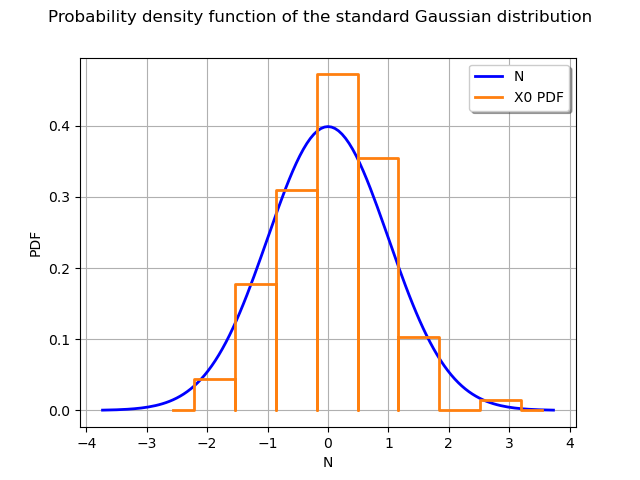 Probability density function of the standard Gaussian distribution
N
X0 PDF
PDF
0.4
0.3
0.2
0.1
0.0
−4
−3
−2
−1
0
1
2
3
4
N